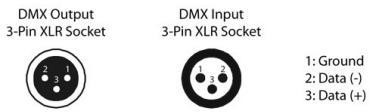 DMX Output
3-Pin XLR Socket
2 1
3
DMX Input
3-Pin XLR Socket
1 2
3
1: Ground
2: Data (-)
3: Data (+)